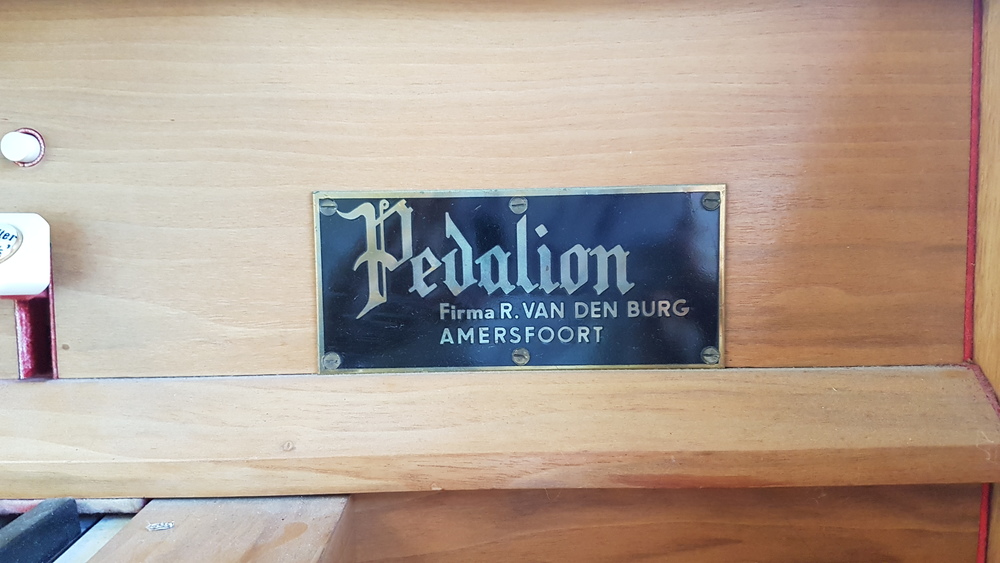 Pedalion
Firma R. VAN DEN BURG
AMERSFOORT